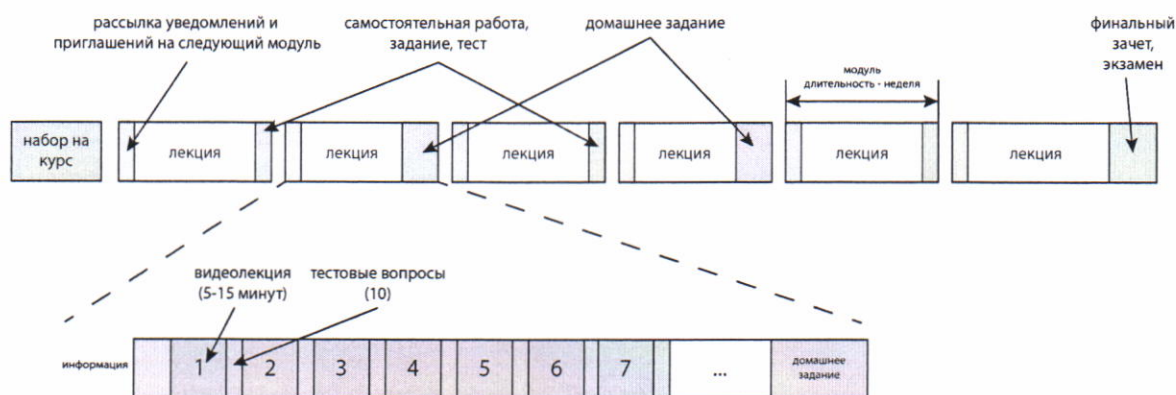 рассылка уведомлений и
приглашений на следующий модуль
самостоятельная работа,
задание, тест
домашнее задание
финальный
зачет,
экзамен
модуль
длительность - неделя
набор на
курс
лекция
лекция
лекция
лекция
лекция
лекция
видеолекция
(5-15 минут)
тестовые вопросы
(10)
информация
1
2
3
4
5
6
7
...
домашнее
задание